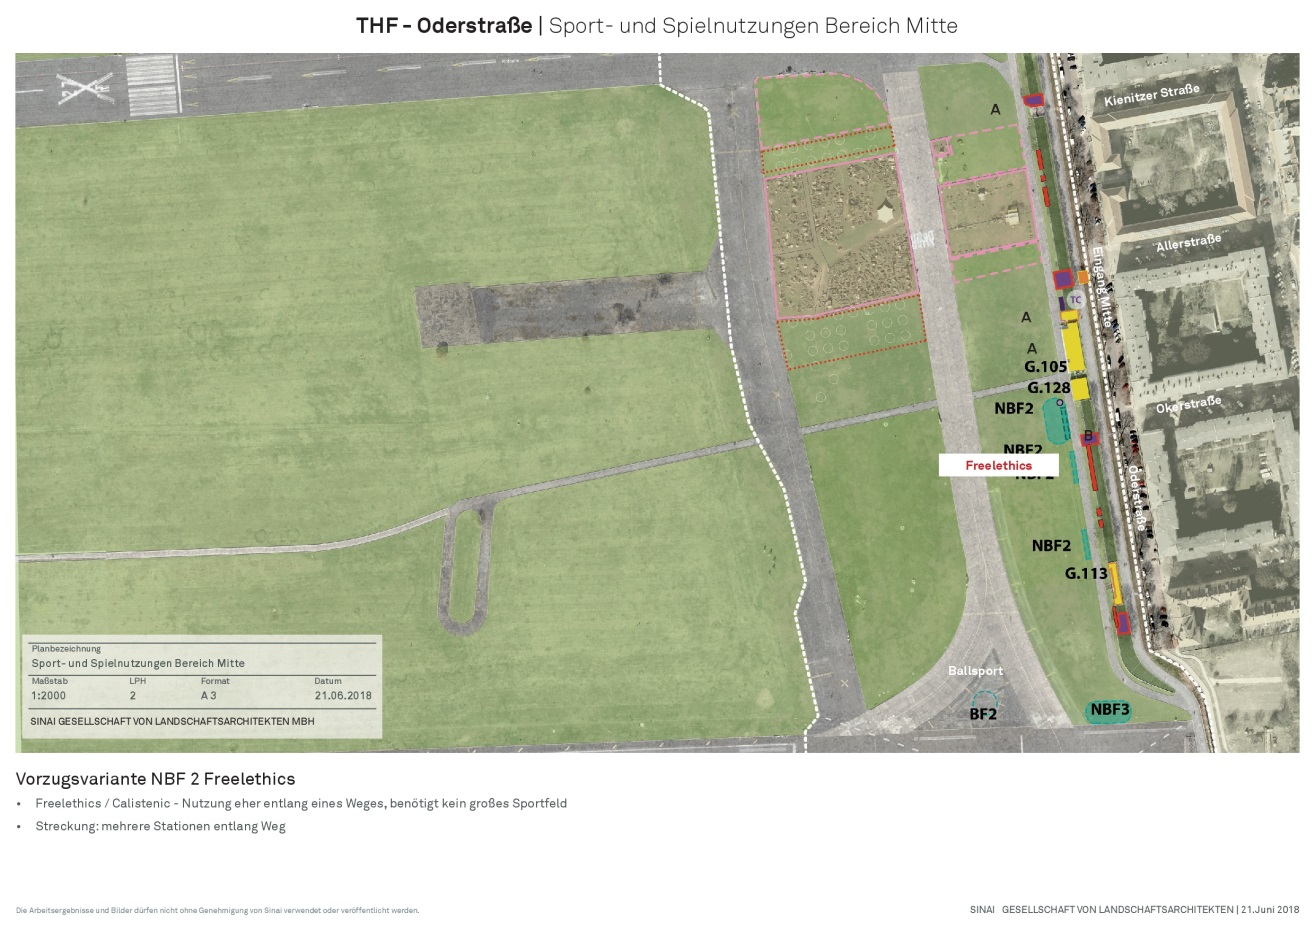 THF - Oderstraße | Sport- und Spielnutzungen Bereich Mitte
27
Kienitzer Straße
A
Allerstraße
Eingang Mitte
TC
A
A
G.105
G.128
Okerstraße
NBF2
B
NBF2
Freelethics
NBF2
Oderstraße
NBF2
G.113
Ballsport
BF2
NBF3
Planbezeichnung
Sport- und Spielnutzungen Bereich Mitte
Maßstab LPH Format Datum
1:2000 2 A 3 21.06.2018
SINAI GESELLSCHAFT VON LANDSCHAFTSARCHITEKTEN MBH
Vorzugsvariante NBF 2 Freelethics
• Freelethics / Calistenic - Nutzung eher entlang eines Weges, benötigt kein großes Sportfeld
• Streckung: mehrere Stationen entlang Weg
Die Arbeitsergebnisse und Bilder dürfen nicht ohne Genehmigung von Sinai verwendet oder veröffentlicht werden.
SINAI GESELLSCHAFT VON LANDSCHAFTSARCHITEKTEN | 21.Juni 2018